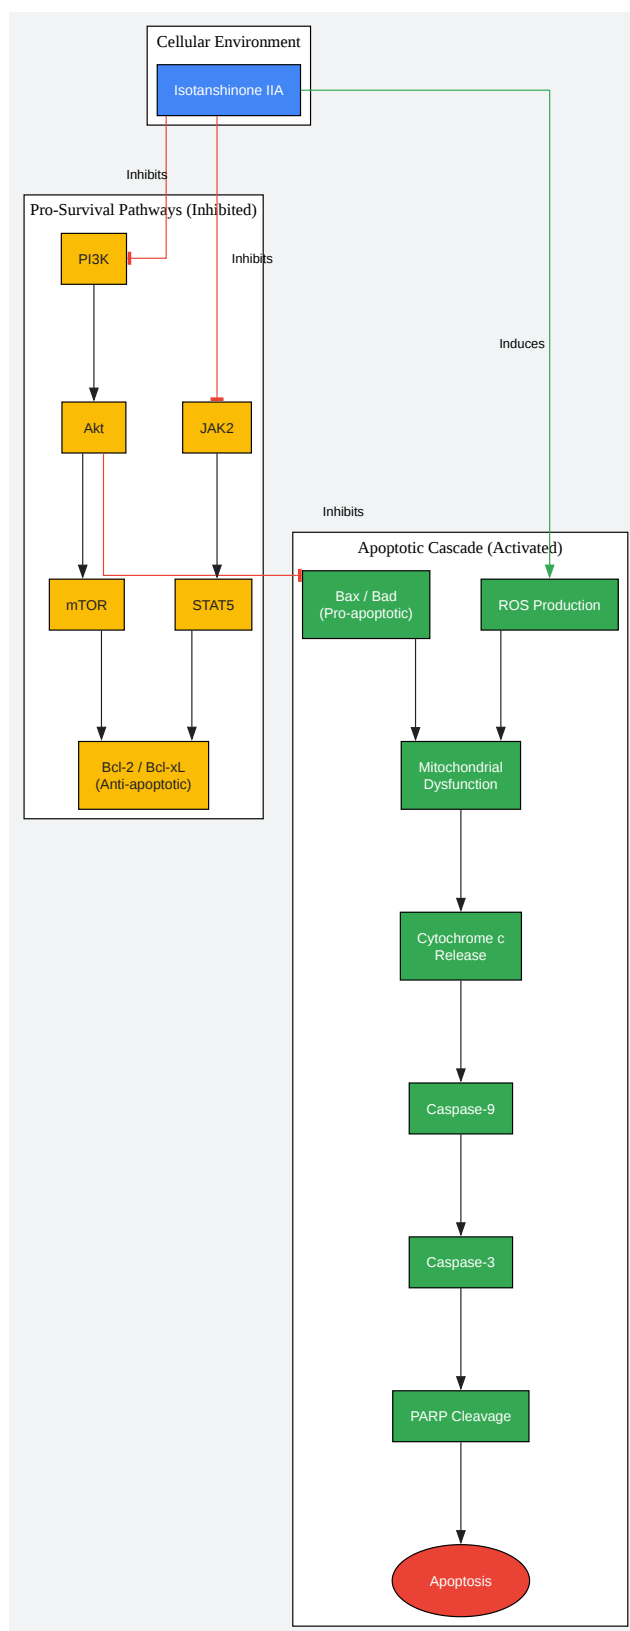 Cellular Environment
Isotanshinone IIA
Inhibits
Pro-Survival Pathways (Inhibited)
PI3K
Inhibits
Induces
Akt
JAK2
Inhibits
Apoptotic Cascade (Activated)
mTOR
STAT5
Bax / Bad
(Pro-apoptotic)
ROS Production
Bcl-2 / Bcl-xL
(Anti-apoptotic)
Mitochondrial
Dysfunction
Cytochrome c
Release
Caspase-9
Caspase-3
PARP Cleavage
Apoptosis